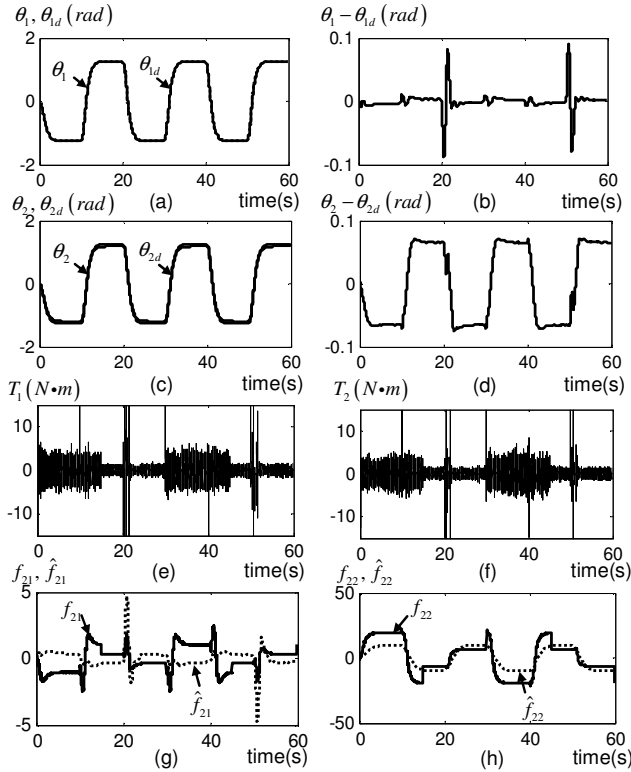 θ₁, θ₁d (rad)
θ₁ − θ₁d (rad)
2
0
-2
θ₁
θ₁d
0 20 40 60
(a)
time(s)
0.1
0
-0.1
0 20 40 60
(b)
time(s)
θ₂, θ₂d (rad)
θ₂ − θ₂d (rad)
2
0
-2
θ₂
θ₂d
0 20 40 60
(c)
time(s)
0.1
0
-0.1
0 20 40 60
(d)
time(s)
T₁ (N•m)
T₂ (N•m)
10
0
-10
0 20 40 60
(e)
time(s)
10
0
-10
0 20 40 60
(f)
time(s)
f₂₁, f̂₂₁
f₂₂, f̂₂₂
5
0
-5
f₂₁
f̂₂₁
0 20 40 60
(g)
time(s)
50
0
-50
f₂₂
f̂₂₂
0 20 40 60
(h)
time(s)